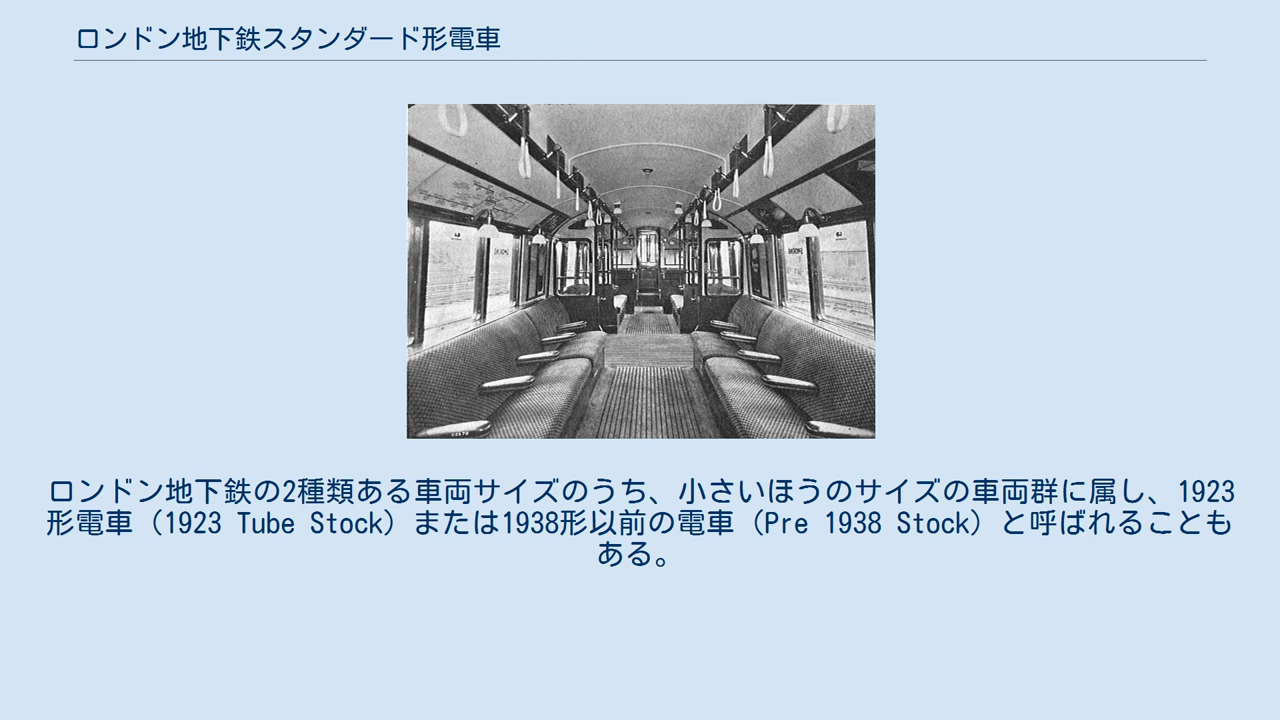 ロンドン地下鉄スタンダード形電車
ロンドン地下鉄の2種類ある車両サイズのうち、小さいほうのサイズの車両群に属し、1923
形電車（1923 Tube Stock）または1938形以前の電車（Pre 1938 Stock）と呼ばれることも
ある。